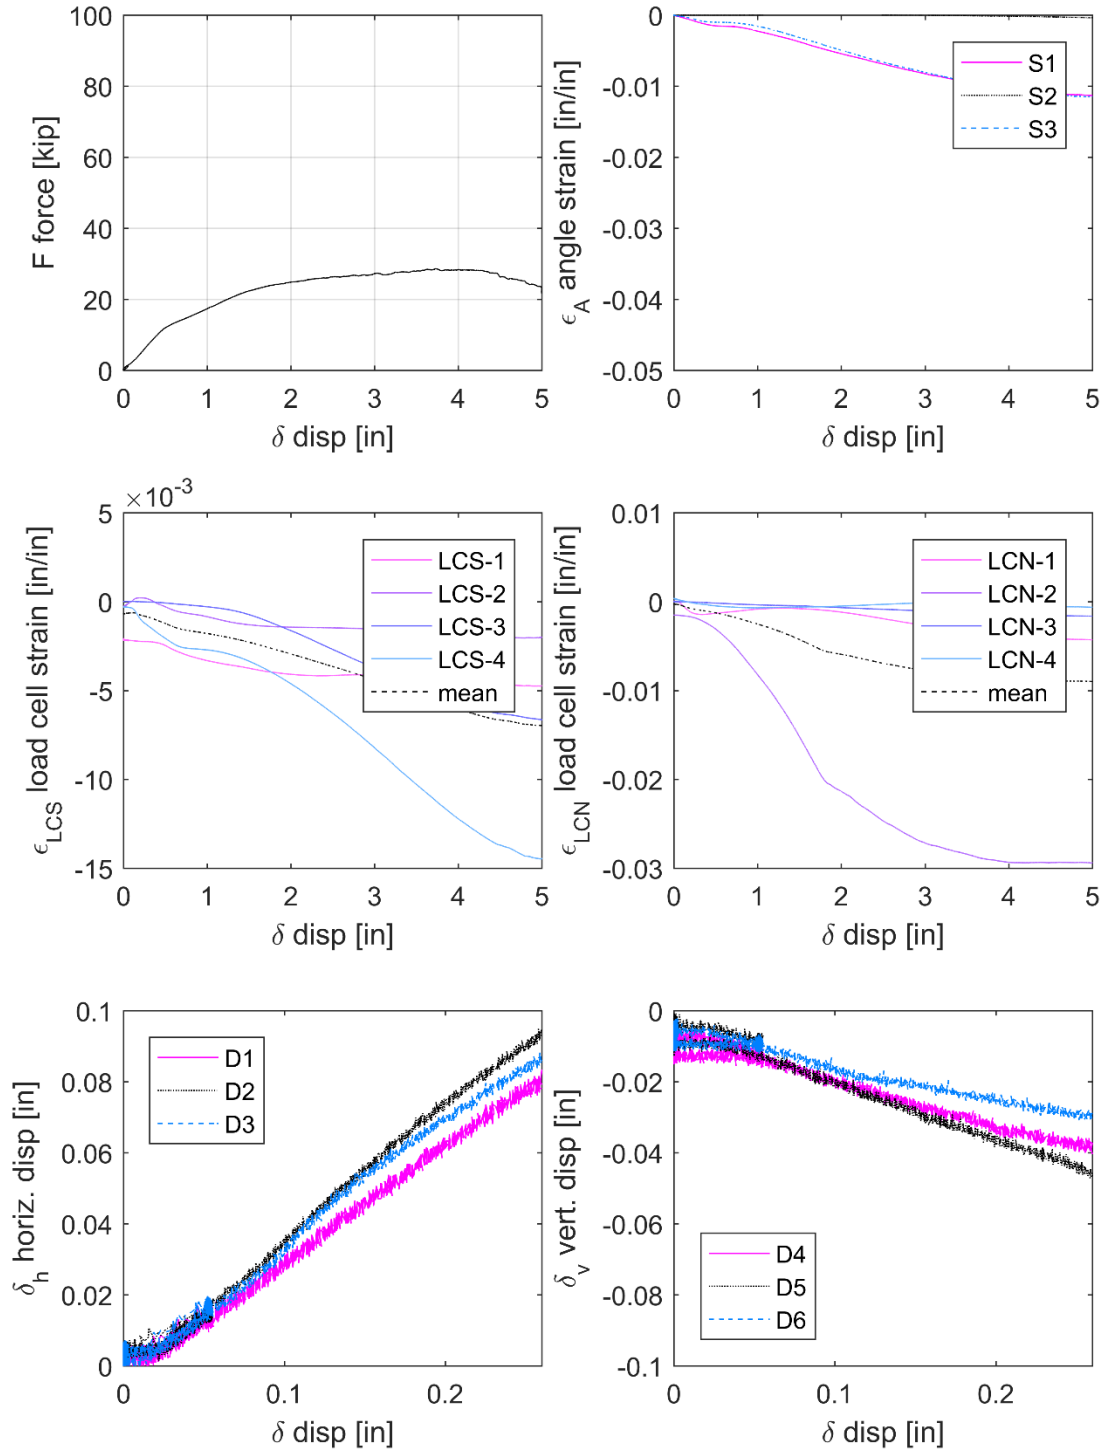 F force [kip]
100
80
60
40
20
0
0 1 2 3 4 5
δ disp [in]
ϵ_A angle strain [in/in]
0
-0.01
-0.02
-0.03
-0.04
-0.05
S1
S2
S3
0 1 2 3 4 5
δ disp [in]
ϵ_LCS load cell strain [in/in]
×10^-3
5
0
-5
-10
-15
LCS-1
LCS-2
LCS-3
LCS-4
mean
0 1 2 3 4 5
δ disp [in]
ϵ_LCN load cell strain [in/in]
0.01
0
-0.01
-0.02
-0.03
LCN-1
LCN-2
LCN-3
LCN-4
mean
0 1 2 3 4 5
δ disp [in]
δ_h horiz. disp [in]
0.1
0.08
0.06
0.04
0.02
0
D1
D2
D3
0 0.1 0.2
δ disp [in]
δ_v vert. disp [in]
0
-0.02
-0.04
-0.06
-0.08
-0.1
D4
D5
D6
0 0.1 0.2
δ disp [in]